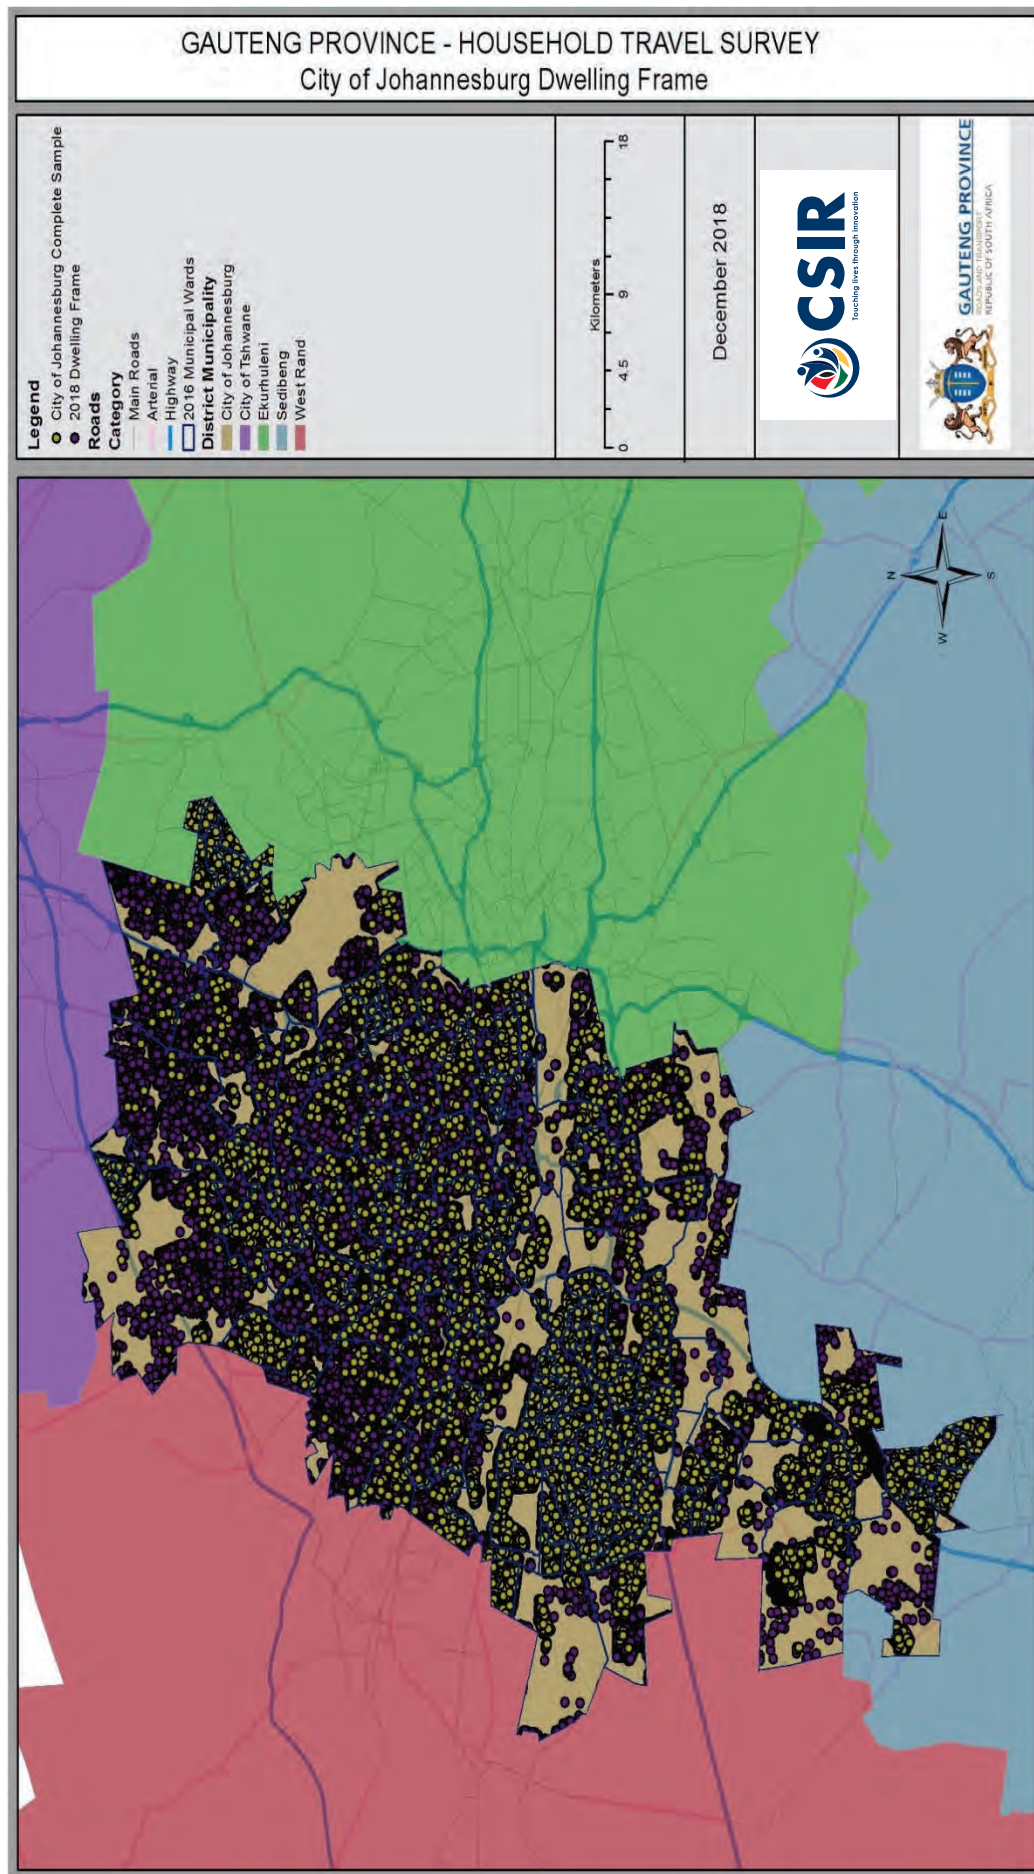 GAUTENG PROVINCE - HOUSEHOLD TRAVEL SURVEY
City of Johannesburg Dwelling Frame
Legend
City of Johannesburg Complete Sample
2018 Dwelling Frame
Roads
Category
Main Roads
Arterial
Highway
2016 Municipal Wards
District Municipality
City of Johannesburg
City of Tshwane
Ekurhuleni
Sedibeng
West Rand
Kilometers
0 4.5 9 18
December 2018
CSIR
Touching lives through innovation
GAUTENG PROVINCE
ROADS AND TRANSPORT
REPUBLIC OF SOUTH AFRICA
N
W E
S